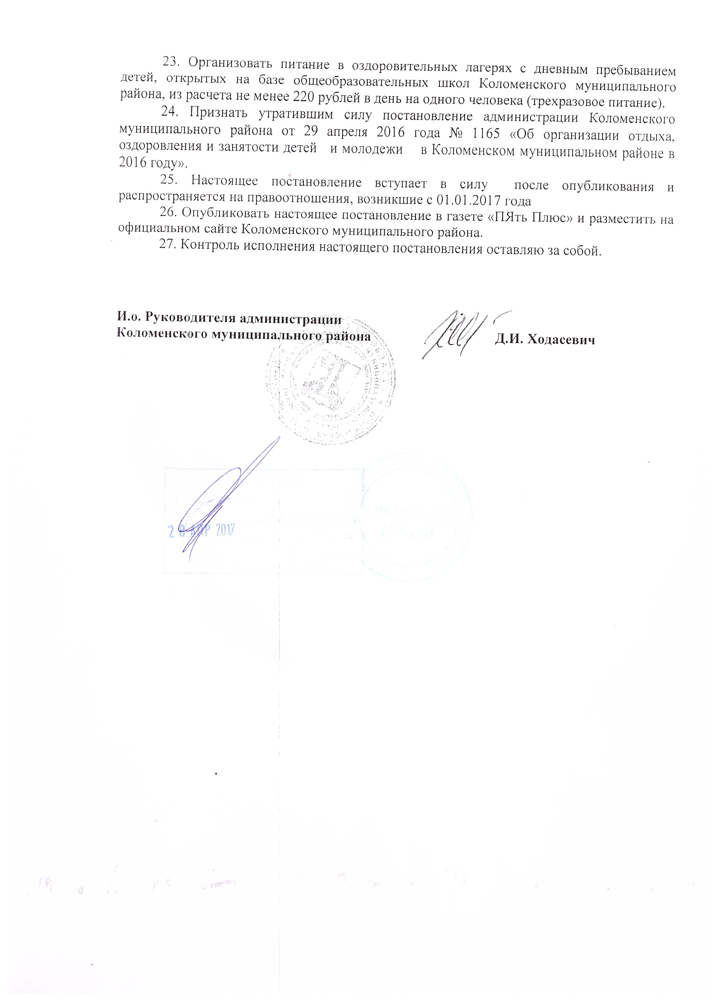 23. Организовать питание в оздоровительных лагерях с дневным пребыванием
детей, открытых на базе общеобразовательных школ Коломенского муниципального
района, из расчета не менее 220 рублей в день на одного человека (трехразовое питание).
24. Признать утратившим силу постановление администрации Коломенского
муниципального района от 29 апреля 2016 года № 1165 «Об организации отдыха,
оздоровления и занятости детей и молодежи в Коломенском муниципальном районе в
2016 году».
25. Настоящее постановление вступает в силу после опубликования и
распространяется на правоотношения, возникшие с 01.01.2017 года
26. Опубликовать настоящее постановление в газете «ПЯть Плюс» и разместить на
официальном сайте Коломенского муниципального района.
27. Контроль исполнения настоящего постановления оставляю за собой.
И.о. Руководителя администрации
Коломенского муниципального района
Д.И. Ходасевич
28 АПР 2017